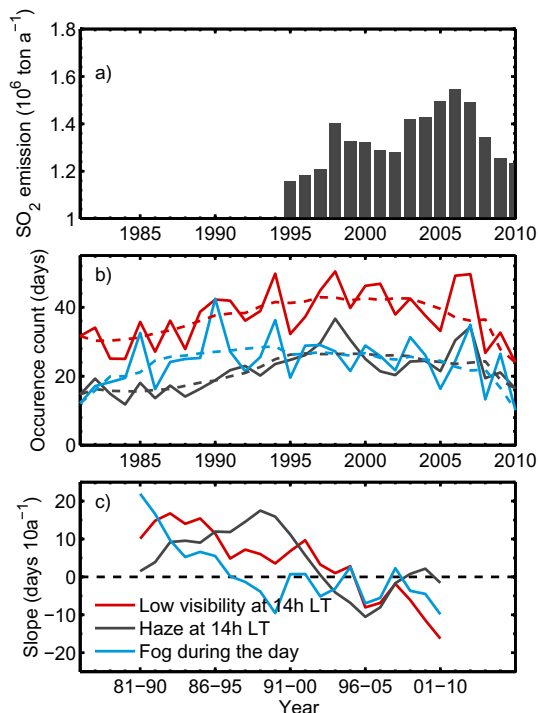 a)
SO2 emission (10^6 ton a^−1)
1.8
1.6
1.4
1.2
1
1985 1990 1995 2000 2005 2010
b)
Occurence count (days)
40
20
0
1985 1990 1995 2000 2005 2010
c)
Slope (days 10a^−1)
20
10
0
−10
−20
Low visibility at 14h LT
Haze at 14h LT
Fog during the day
81−90 86−95 91−00 96−05 01−10
Year